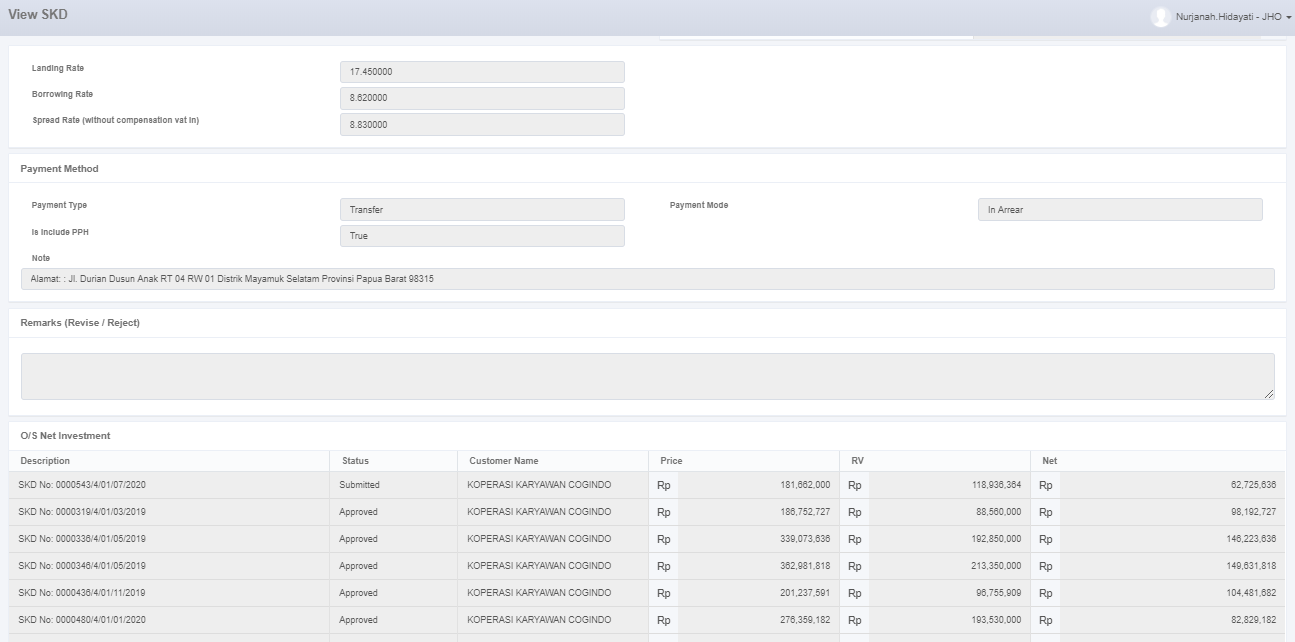 View SKD
Nurjanah.Hidayati - JHO
Landing Rate
17.450000
Borrowing Rate
8.620000
Spread Rate (without compensation vat in)
8.830000
Payment Method
Payment Type
Transfer
Payment Mode
In Arrear
Is Include PPH
True
Note
Alamat: : Jl. Durian Dusun Anak RT 04 RW 01 Distrik Mayamuk Selatam Provinsi Papua Barat 98315
Remarks (Revise / Reject)
O/S Net Investment
Description Status Customer Name Price RV Net
SKD No: 0000543/4/01/07/2020 Submitted KOPERASI KARYAWAN COGINDO Rp 181,662,000 Rp 118,936,364 Rp 62,725,636
SKD No: 0000319/4/01/03/2019 Approved KOPERASI KARYAWAN COGINDO Rp 186,752,727 Rp 88,560,000 Rp 98,192,727
SKD No: 0000336/4/01/05/2019 Approved KOPERASI KARYAWAN COGINDO Rp 339,073,636 Rp 192,850,000 Rp 146,223,636
SKD No: 0000346/4/01/05/2019 Approved KOPERASI KARYAWAN COGINDO Rp 362,981,818 Rp 213,350,000 Rp 149,631,818
SKD No: 0000436/4/01/11/2019 Approved KOPERASI KARYAWAN COGINDO Rp 201,237,591 Rp 96,755,909 Rp 104,481,682
SKD No: 0000480/4/01/01/2020 Approved KOPERASI KARYAWAN COGINDO Rp 276,359,182 Rp 193,530,000 Rp 82,829,182